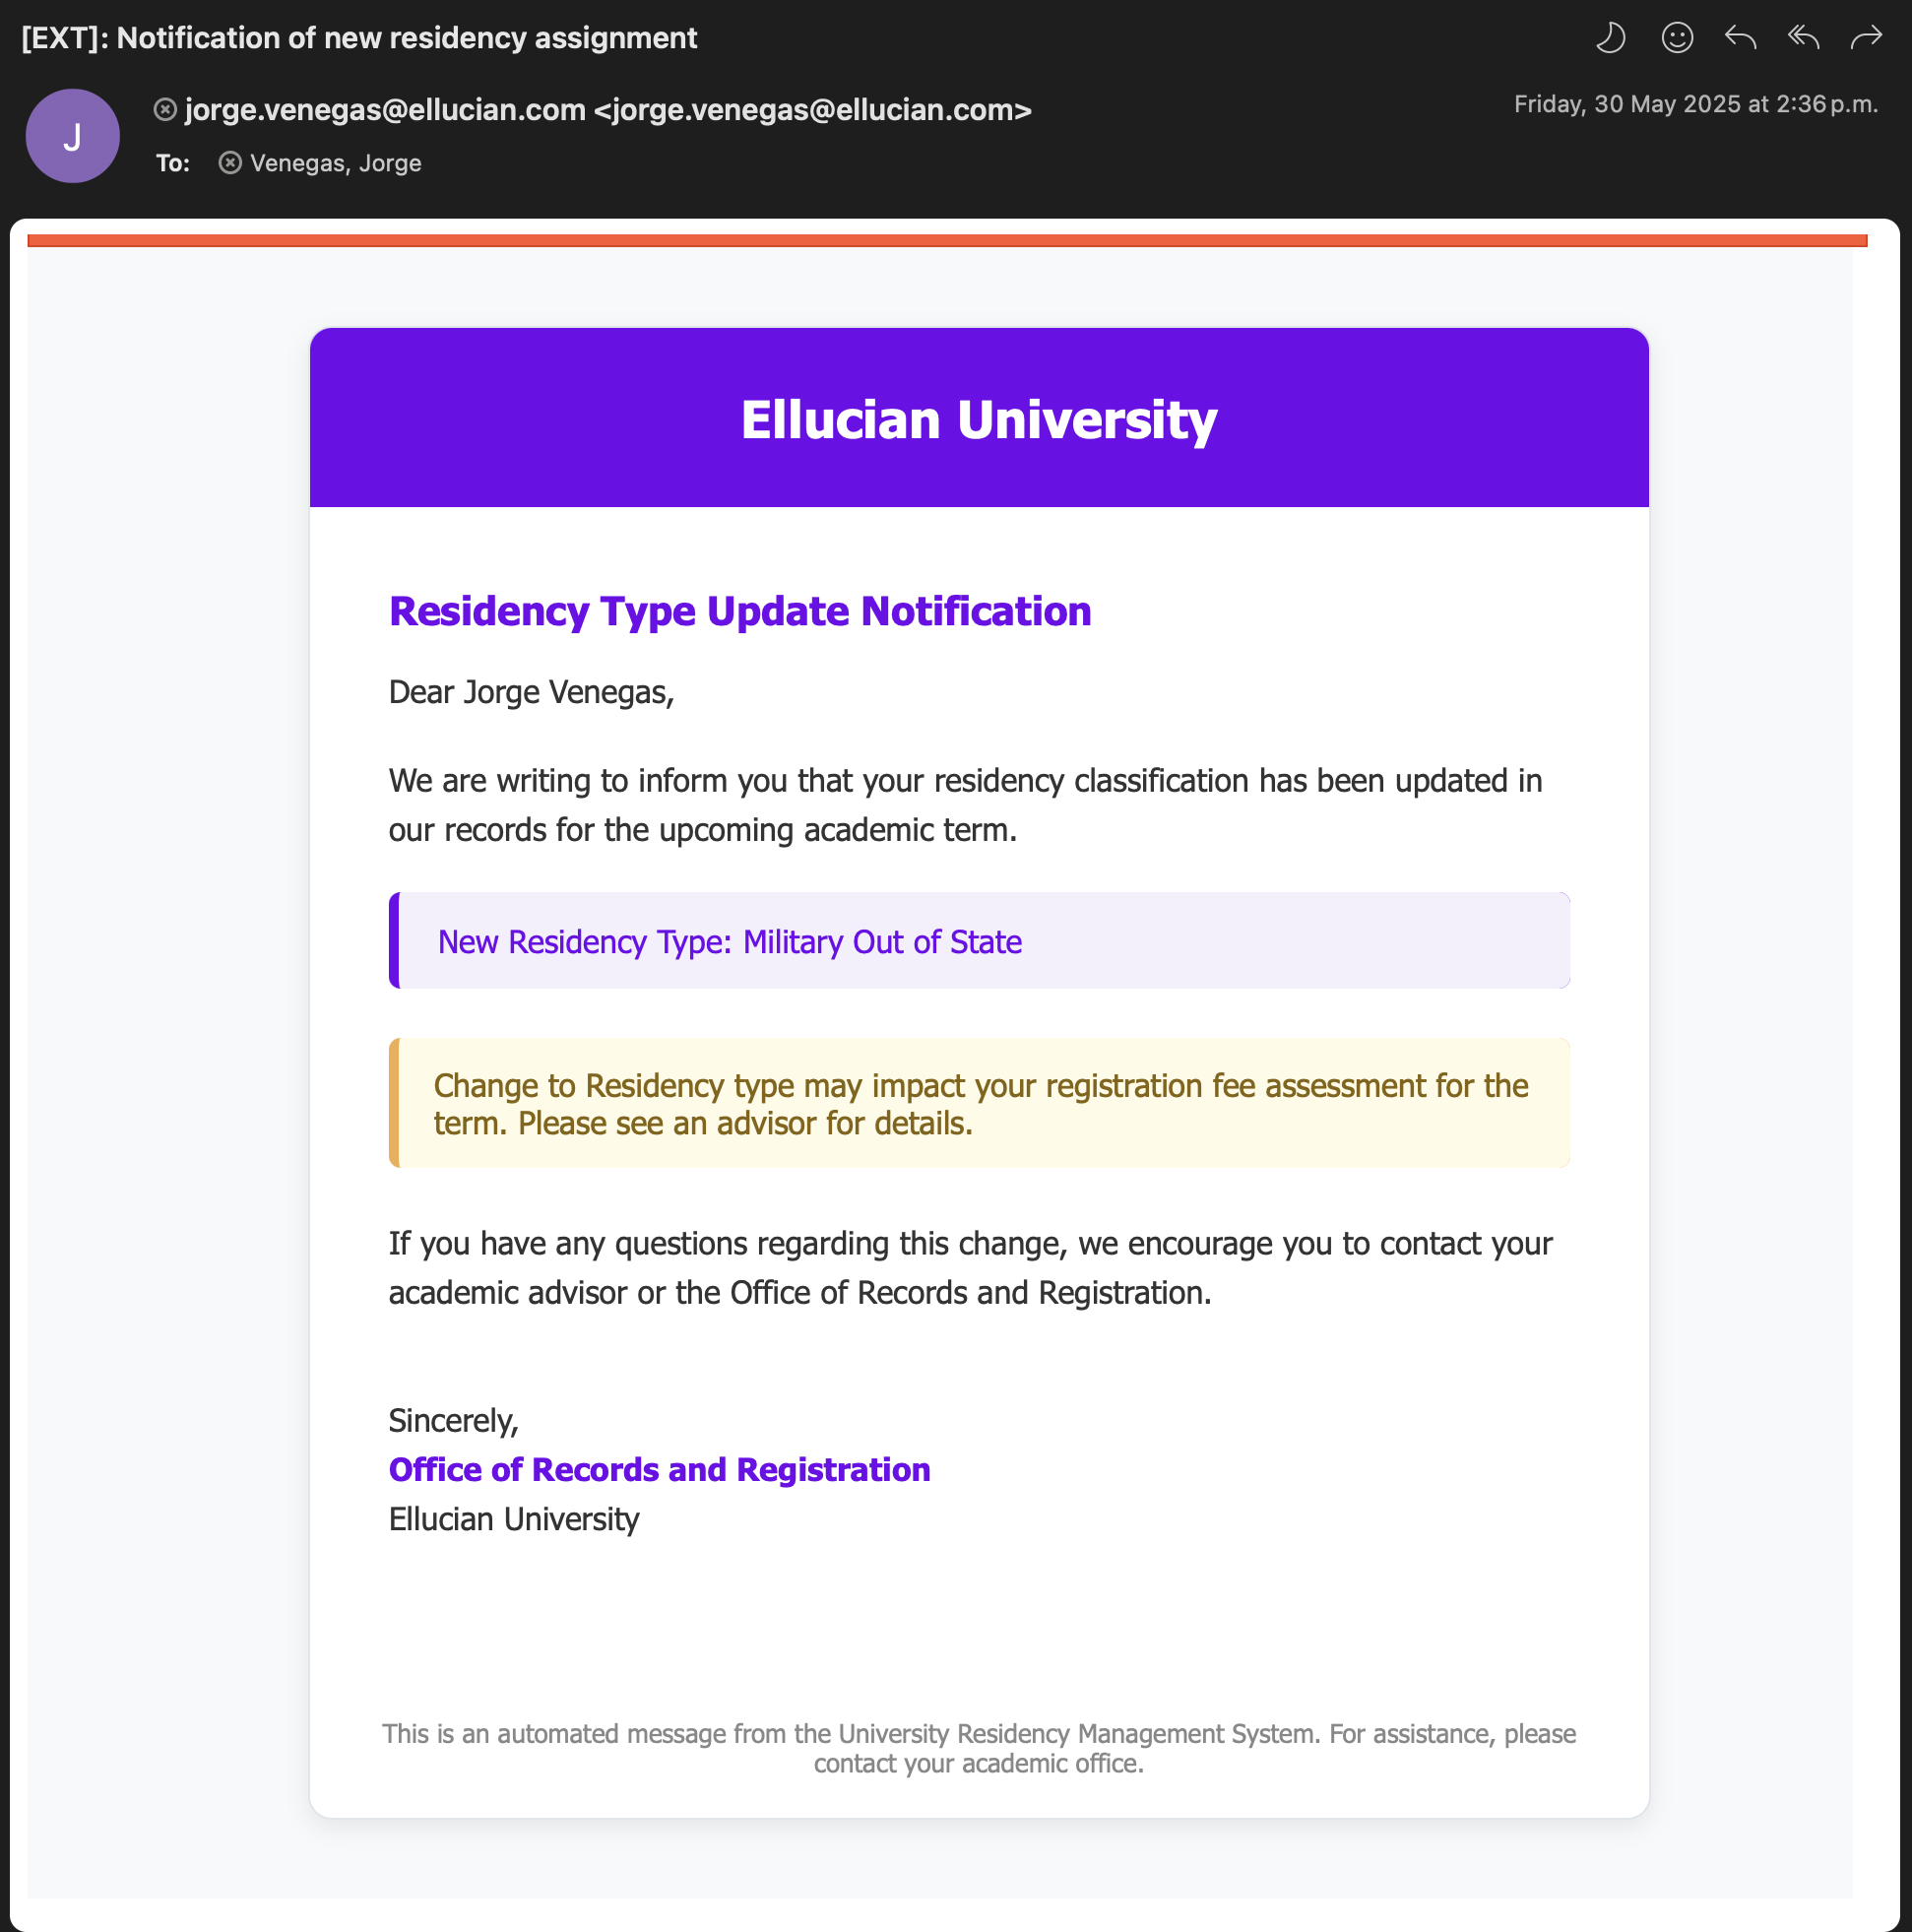 [EXT]: Notification of new residency assignment
J
jorge.venegas@ellucian.com <jorge.venegas@ellucian.com>
Friday, 30 May 2025 at 2:36 p.m.
To: Venegas, Jorge
Ellucian University
Residency Type Update Notification
Dear Jorge Venegas,
We are writing to inform you that your residency classification has been updated in
our records for the upcoming academic term.
New Residency Type: Military Out of State
Change to Residency type may impact your registration fee assessment for the
term. Please see an advisor for details.
If you have any questions regarding this change, we encourage you to contact your
academic advisor or the Office of Records and Registration.
Sincerely,
Office of Records and Registration
Ellucian University
This is an automated message from the University Residency Management System. For assistance, please
contact your academic office.